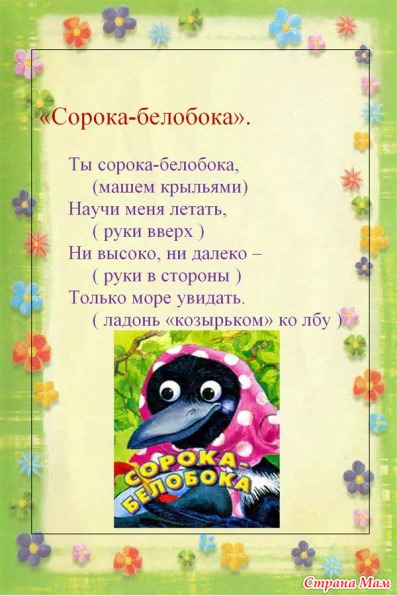 «Сорока-белобока».
Ты сорока-белобока,
(машем крыльями)
Научи меня летать,
( руки вверх )
Ни высоко, ни далеко –
( руки в стороны )
Только море увидать.
( ладонь «козырьком» ко лбу )
СОРОКА-
БЕЛОБОКА
Страна Мам